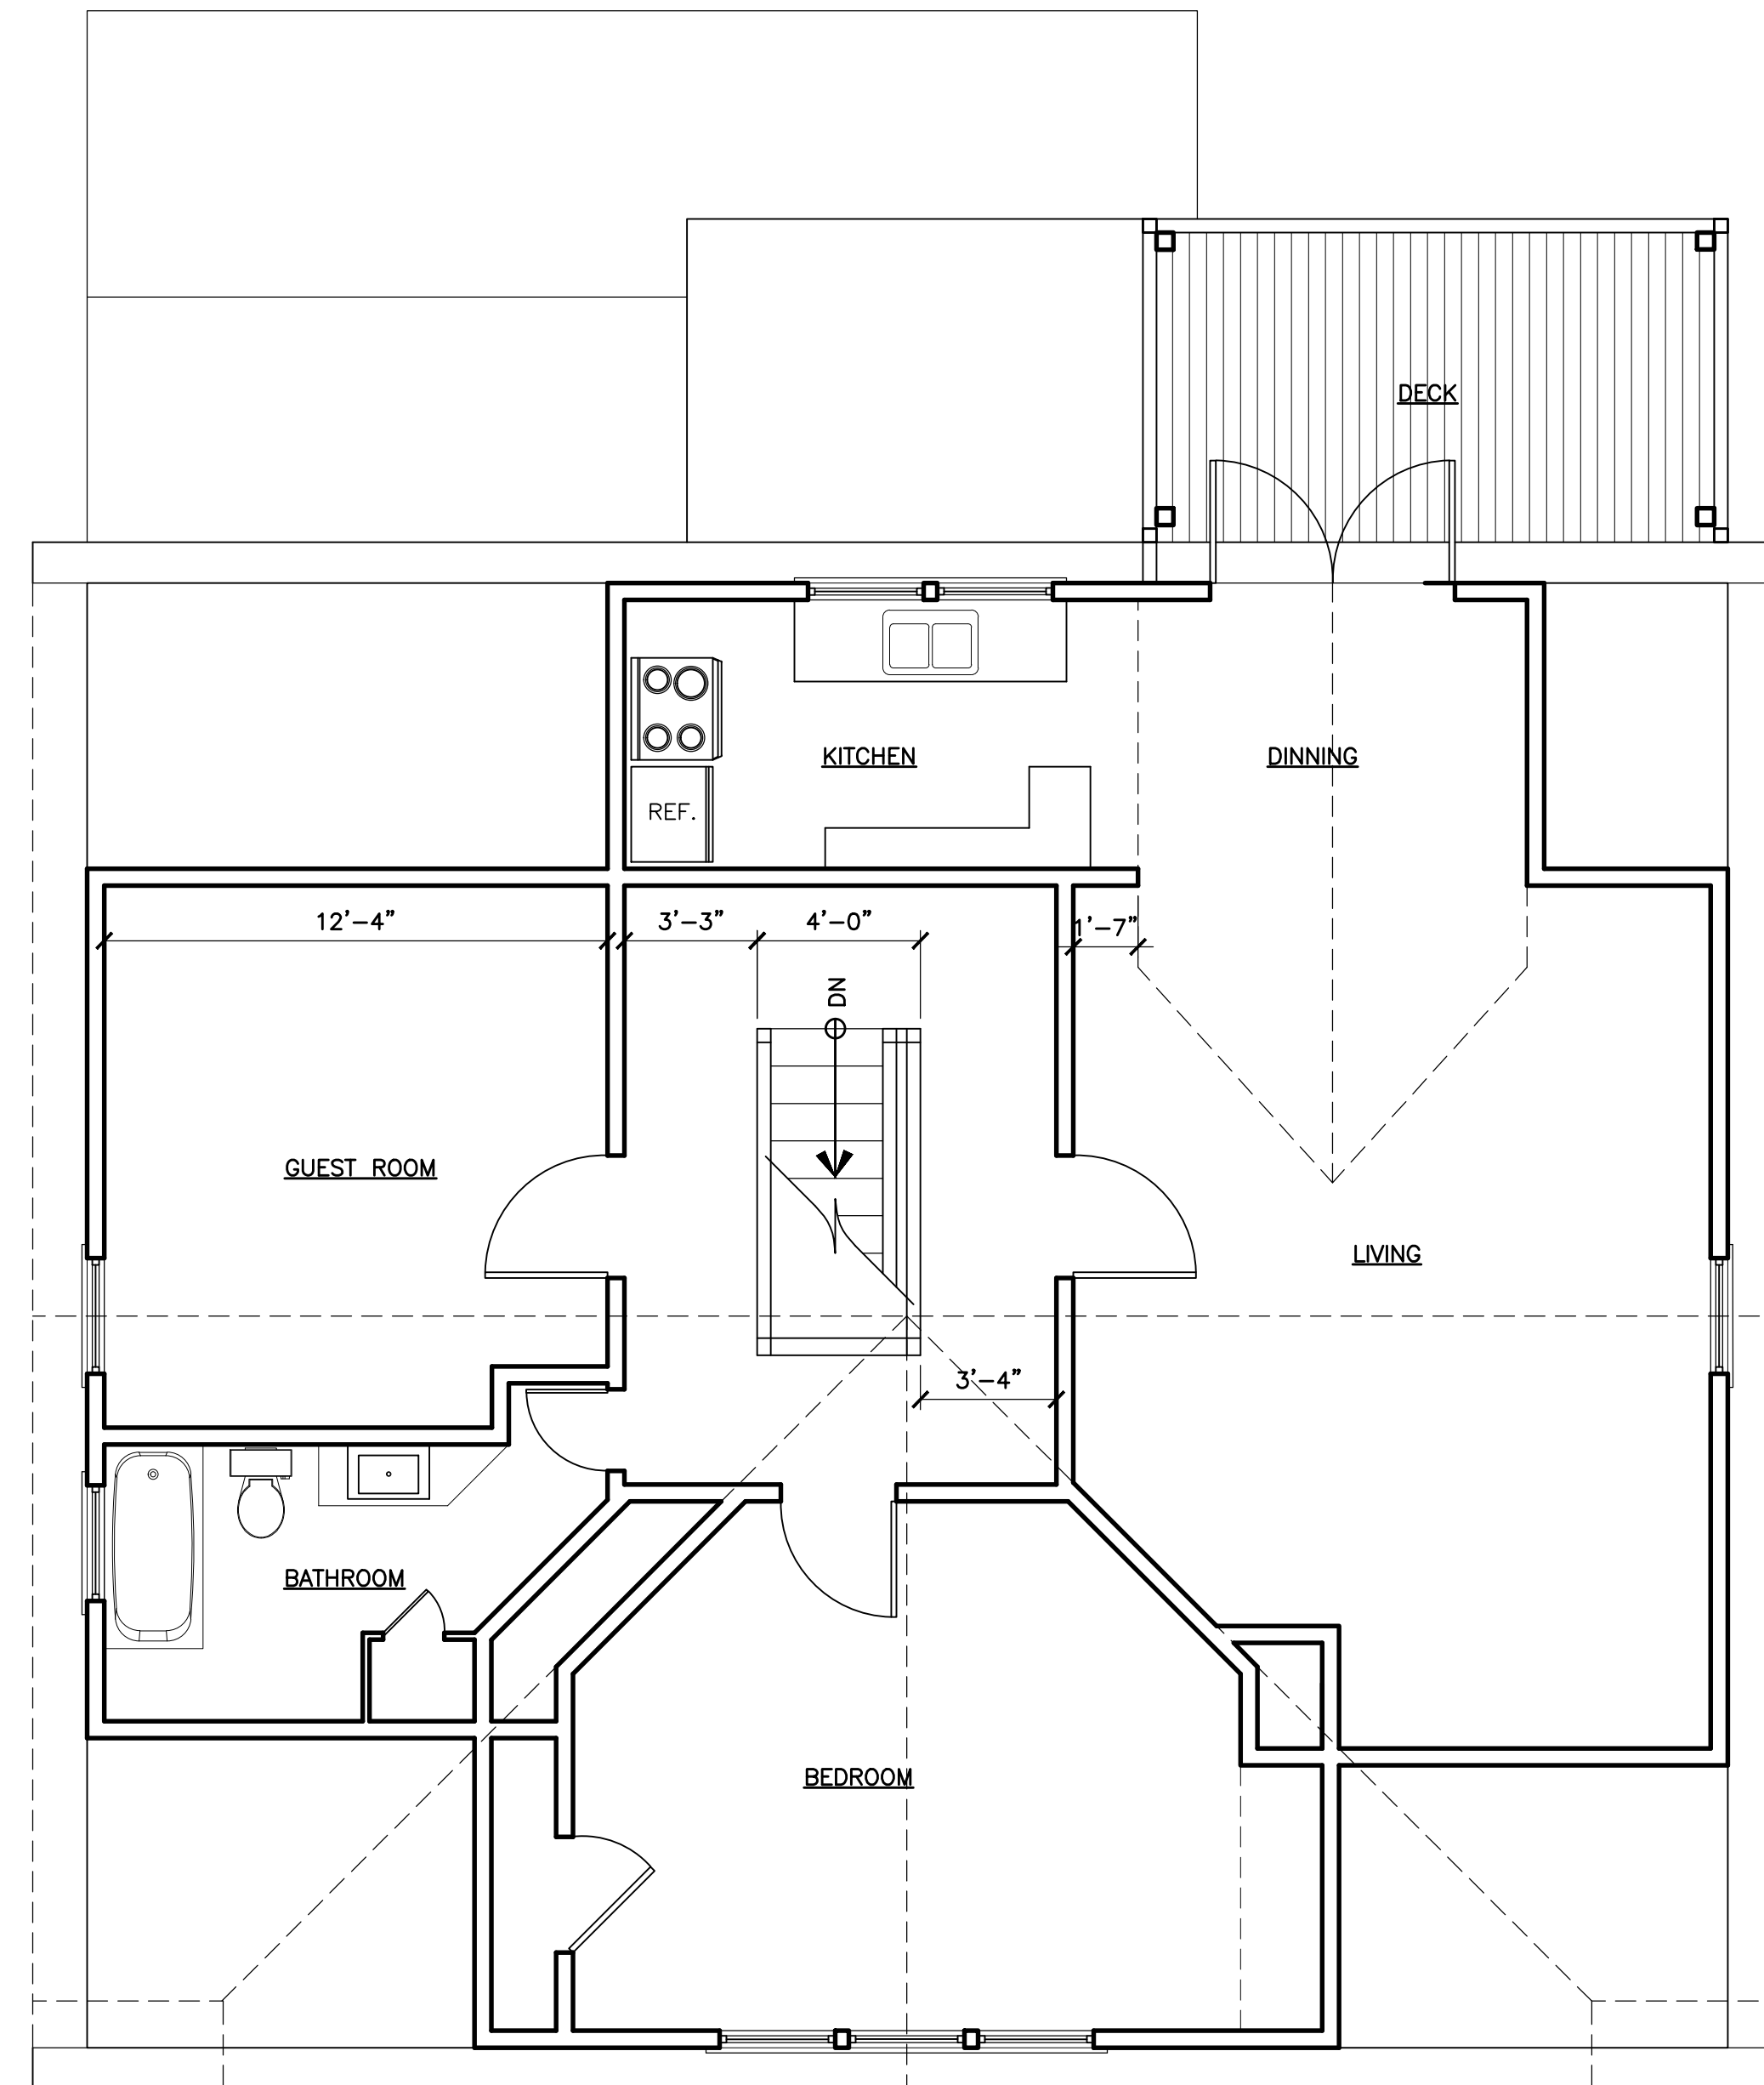 DECK
KITCHEN
DINNING
REF.
12'-4"
3'-3"
4'-0"
1'-7"
DN
GUEST ROOM
LIVING
3'-4"
BATHROOM
BEDROOM